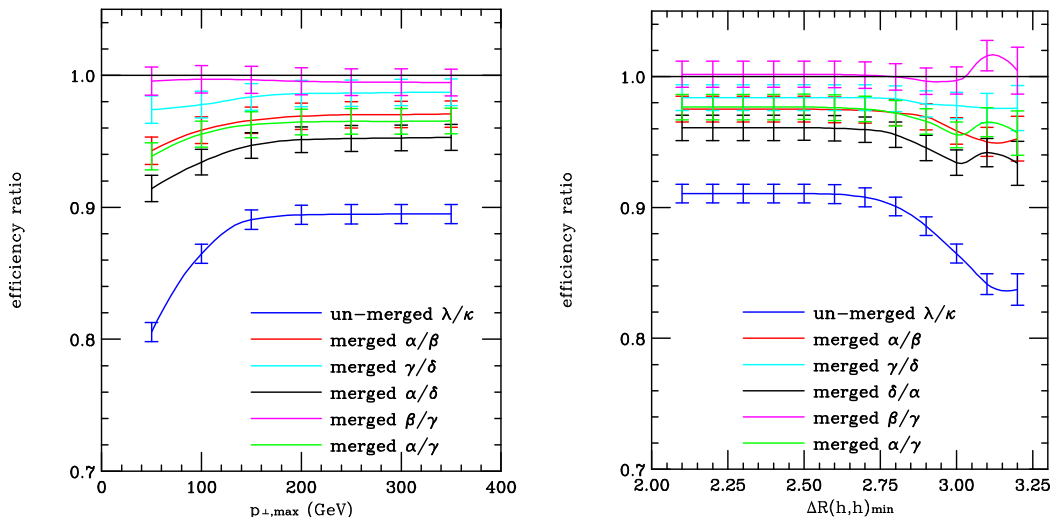 1.0
0.9
0.8
0.7
efficiency ratio
un-merged λ/κ
merged α/β
merged γ/δ
merged α/δ
merged β/γ
merged α/γ
0 100 200 300 400
p⊥,max (GeV)
1.0
0.9
0.8
0.7
efficiency ratio
un-merged λ/κ
merged α/β
merged γ/δ
merged δ/α
merged β/γ
merged α/γ
2.00 2.25 2.50 2.75 3.00 3.25
ΔR(h,h)min